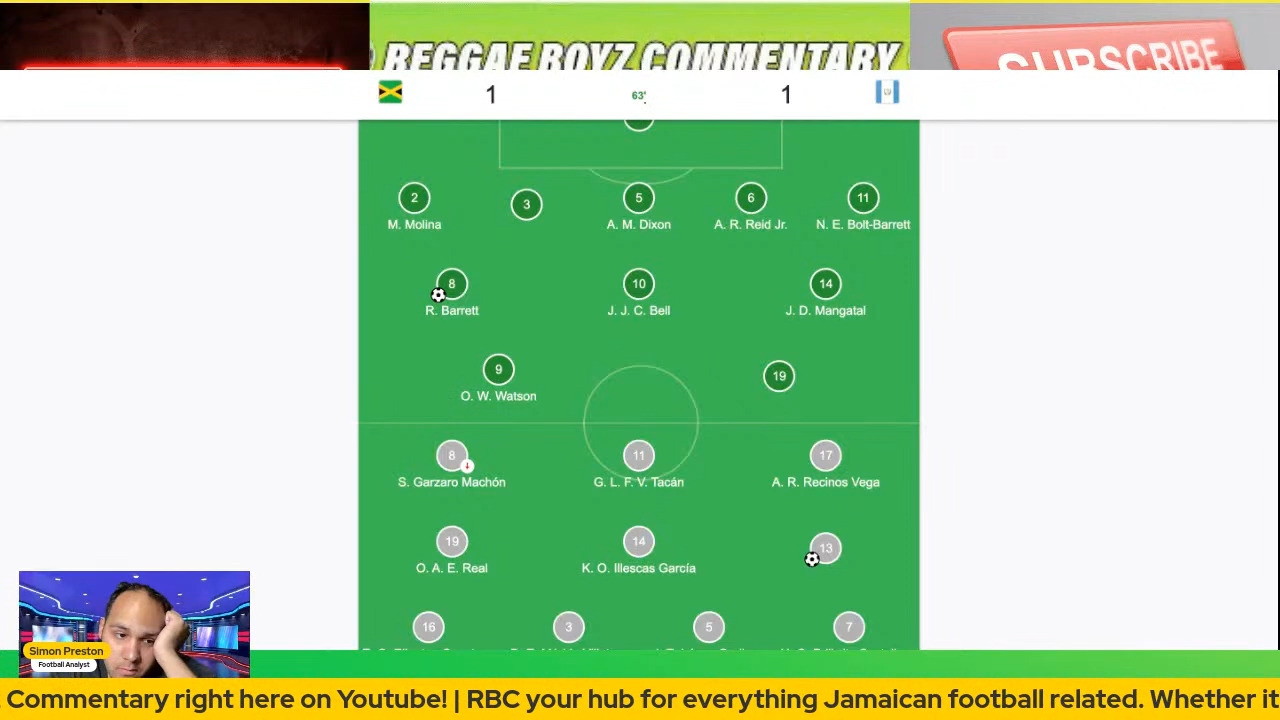 REGGAE BOYZ COMMENTARY
SUBSCRIBE
1 63' 1
2 3 5 6 11
M. Molina A. M. Dixon A. R. Reid Jr. N. E. Bolt-Barrett
8 10 14
R. Barrett J. J. C. Bell J. D. Mangatal
9 19
O. W. Watson
8 11 17
S. Garzaro Machón G. L. F. V. Tacán A. R. Recinos Vega
19 14 13
O. A. E. Real K. O. Illescas García
16 3 5 7
Simon Preston
Football Analyst
Commentary right here on Youtube! | RBC your hub for everything Jamaican football related. Whether it